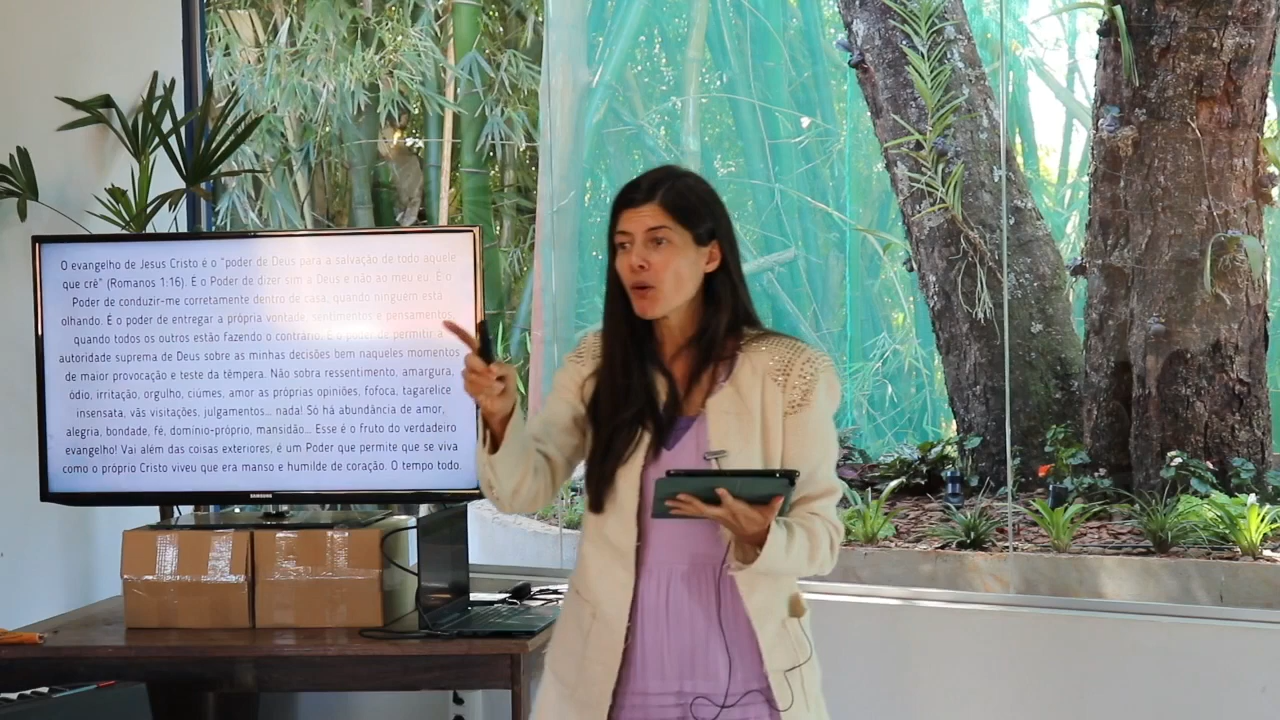 O evangelho de Jesus Cristo é o "poder de Deus para a salvação de todo aquele
que crê" (Romanos 1:16). É o Poder de dizer sim a Deus e não ao meu eu. É o
Poder de conduzir-me corretamente dentro de casa, quando ninguém está
olhando. É o poder de entregar a própria vontade, sentimentos e pensamentos,
quando todos os outros estão fazendo o contrário. É o poder de permitir a
autoridade suprema de Deus sobre as minhas decisões bem naqueles momentos
de maior provocação e teste da têmpera. Não sobra ressentimento, amargura,
ódio, irritação, orgulho, ciúmes, amor as próprias opiniões, fofoca, tagarelice
insensata, vãs visitações, julgamentos... nada! Só há abundância de amor,
alegria, bondade, fé, domínio-próprio, mansidão... Esse é o fruto do verdadeiro
evangelho! Vai além das coisas exteriores, é um Poder que permite que se viva
como o próprio Cristo viveu que era manso e humilde de coração. O tempo todo.
SAMSUNG